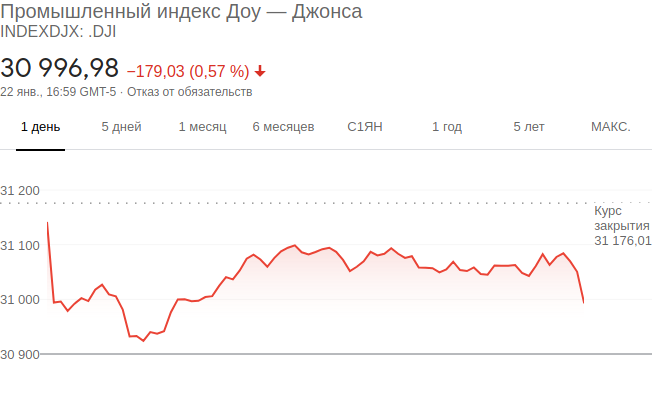 Промышленный индекс Доу — Джонса
INDEXDJX: .DJI
30 996,98 −179,03 (0,57 %)
22 янв., 16:59 GMT-5 · Отказ от обязательств
1 день 5 дней 1 месяц 6 месяцев С1ЯН 1 год 5 лет МАКС.
31 200
Курс
закрытия
31 100 31 176,01
31 000
30 900